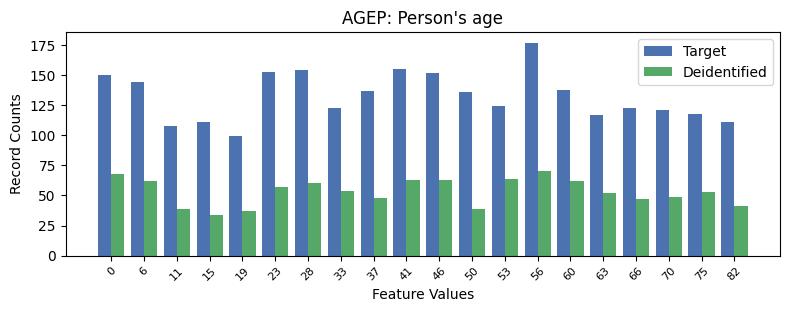 AGEP: Person's age
Record Counts
175
150
125
100
75
50
25
0
Target
Deidentified
0 6 11 15 19 23 28 33 37 41 46 50 53 56 60 63 66 70 75 82
Feature Values